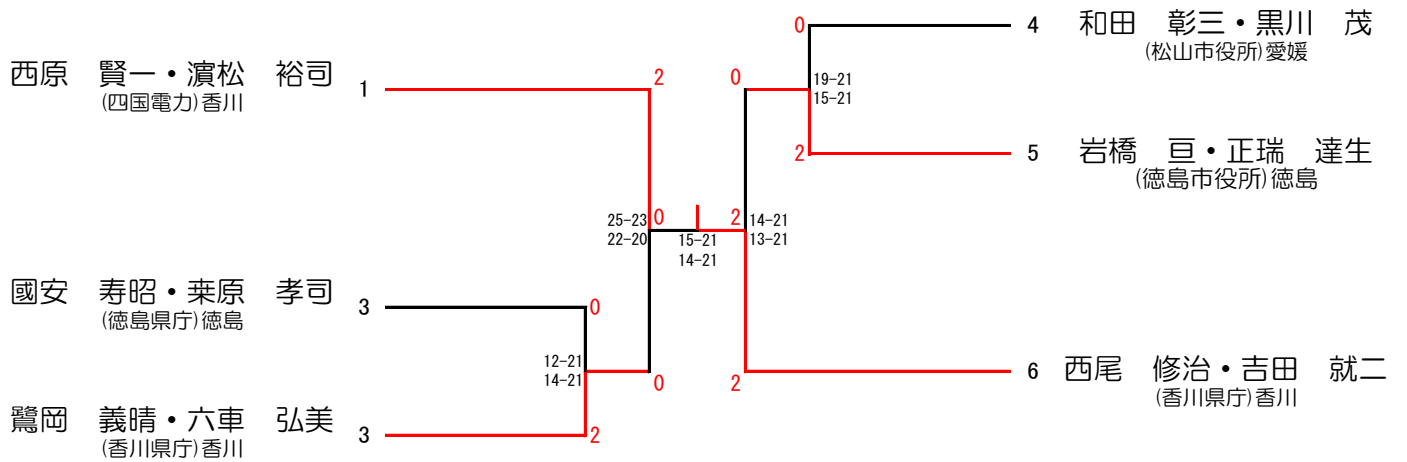 西原　賢一・濵松　裕司
(四国電力)香川
1
2
國安　寿昭・桒原　孝司
(徳島県庁)徳島
3
0
12-21
14-21
鷺岡　義晴・六車　弘美
(香川県庁)香川
3
2
0
25-23
22-20
0
15-21
14-21
2
14-21
13-21
0
0
19-21
15-21
2
4
和田　彰三・黒川　茂
(松山市役所)愛媛
5
岩橋　亘・正瑞　達生
(徳島市役所)徳島
2
6
西尾　修治・吉田　就二
(香川県庁)香川